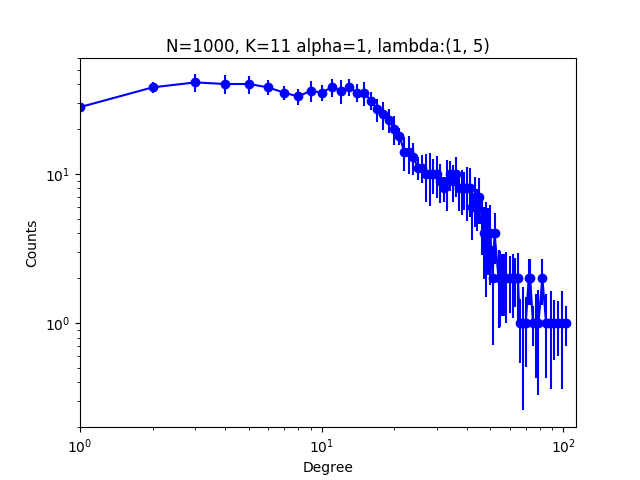 N=1000, K=11 alpha=1, lambda:(1, 5)
Counts
10¹
10⁰
10⁰
10¹
10²
Degree